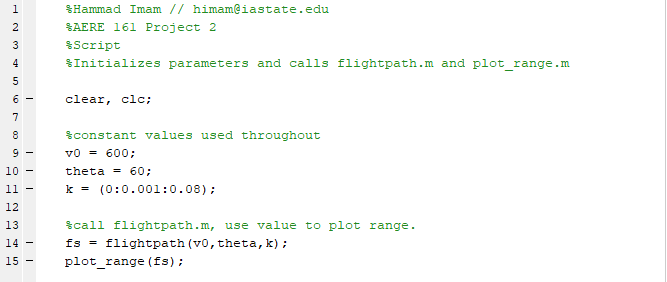 1 %Hammad Imam // himam@iastate.edu
2 %AERE 161 Project 2
3 %Script
4 %Initializes parameters and calls flightpath.m and plot_range.m
5
6 - clear, clc;
7
8 %constant values used throughout
9 - v0 = 600;
10 - theta = 60;
11 - k = (0:0.001:0.08);
12
13 %call flightpath.m, use value to plot range.
14 - fs = flightpath(v0,theta,k);
15 - plot_range(fs);